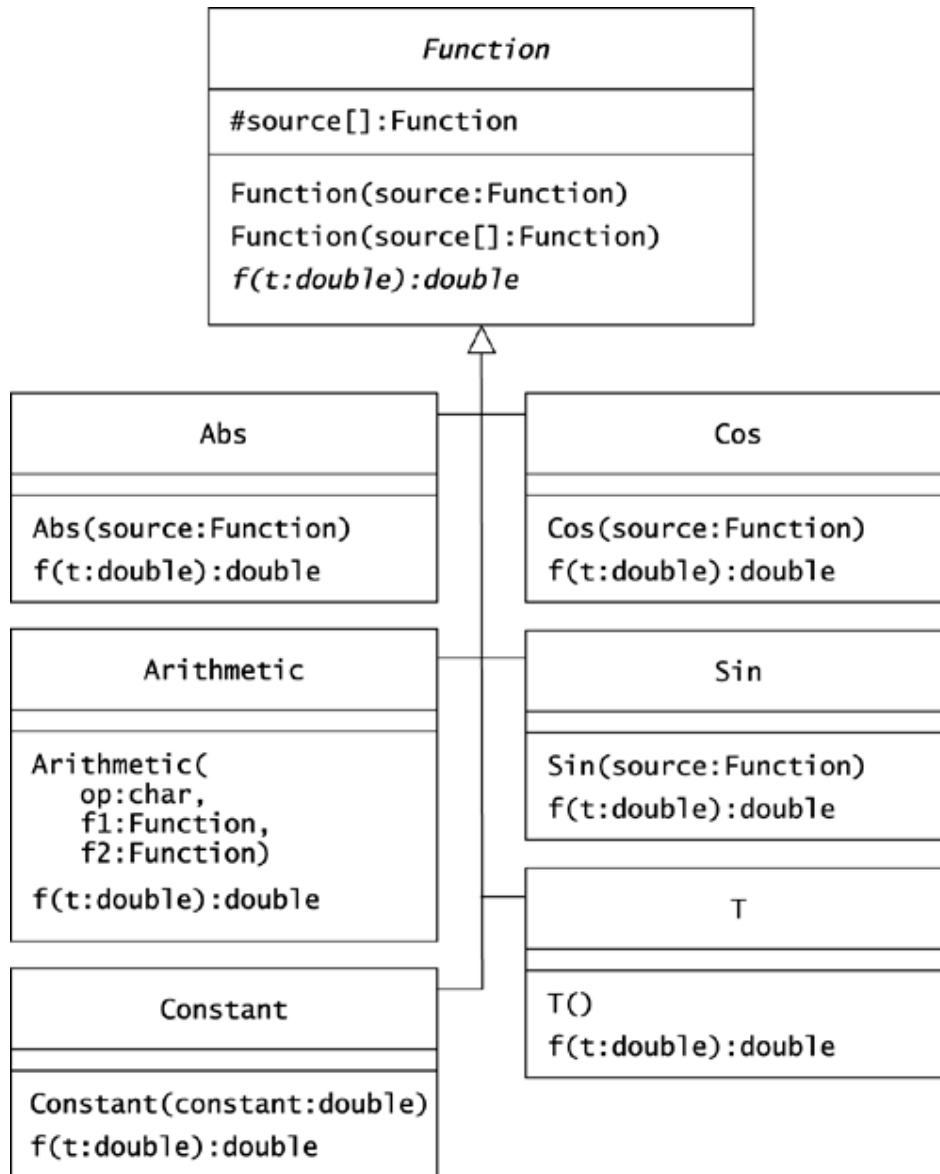 Function
#source[]:Function
Function(source:Function)
Function(source[]:Function)
f(t:double):double
Abs
Abs(source:Function)
f(t:double):double
Cos
Cos(source:Function)
f(t:double):double
Arithmetic
Arithmetic(
op:char,
f1:Function,
f2:Function)
f(t:double):double
Sin
Sin(source:Function)
f(t:double):double
T
T()
f(t:double):double
Constant
Constant(constant:double)
f(t:double):double